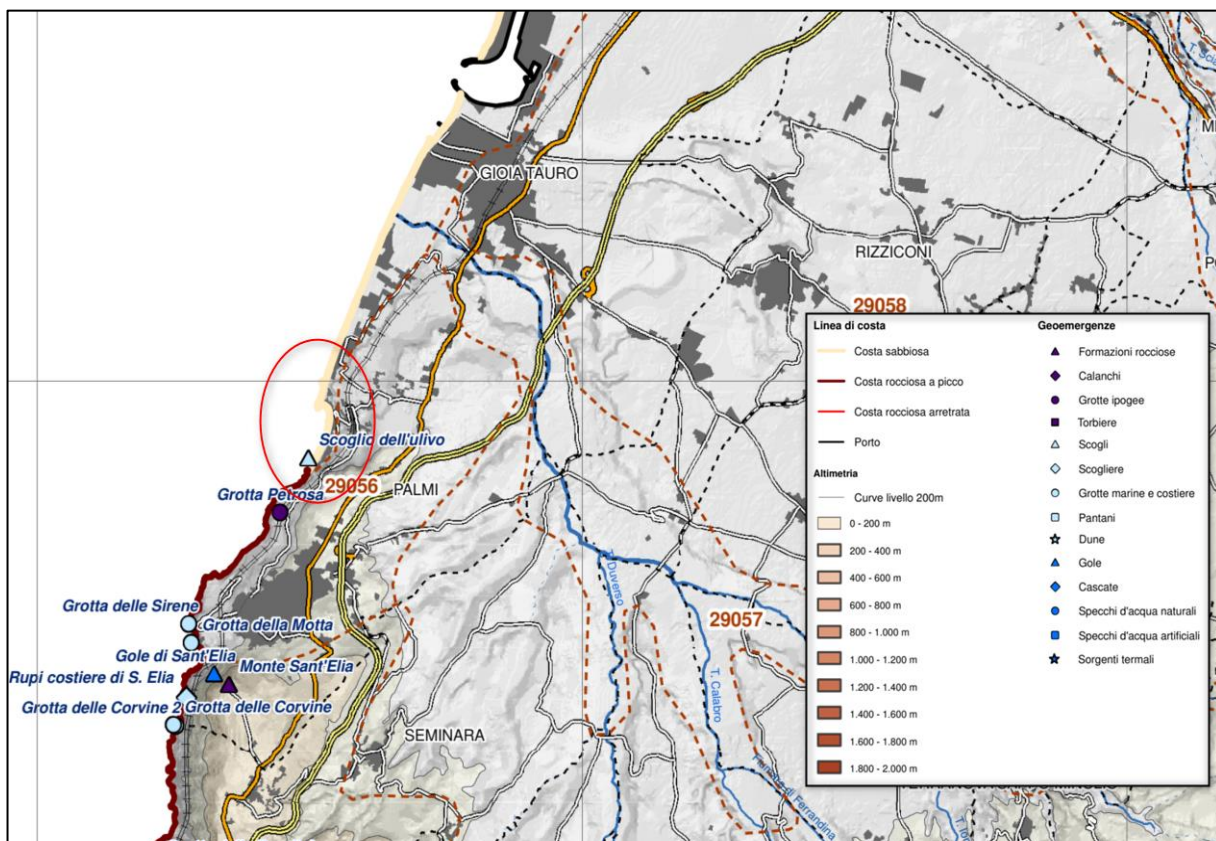 T. Scia
GIOIA TAURO
RIZZICONI
29058
Scoglio dell'ulivo
29056
PALMI
Grotta Petrosa
Grotta delle Sirene
Grotta della Motta
Gole di Sant'Elia
Monte Sant'Elia
Rupi costiere di S. Elia
Grotta delle Corvine 2
Grotta delle Corvine
SEMINARA
T. Duverso
29057
T. Calabro
di Ferrandina
Linea di costa
Costa sabbiosa
Costa rocciosa a picco
Costa rocciosa arretrata
Porto
Altimetria
Curve livello 200m
0 - 200 m
200 - 400 m
400 - 600 m
600 - 800 m
800 - 1.000 m
1.000 - 1.200 m
1.200 - 1.400 m
1.400 - 1.600 m
1.600 - 1.800 m
1.800 - 2.000 m
Geoemergenze
Formazioni rocciose
Calanchi
Grotte ipogee
Torbiere
Scogli
Scogliere
Grotte marine e costiere
Pantani
Dune
Gole
Cascate
Specchi d'acqua naturali
Specchi d'acqua artificiali
Sorgenti termali